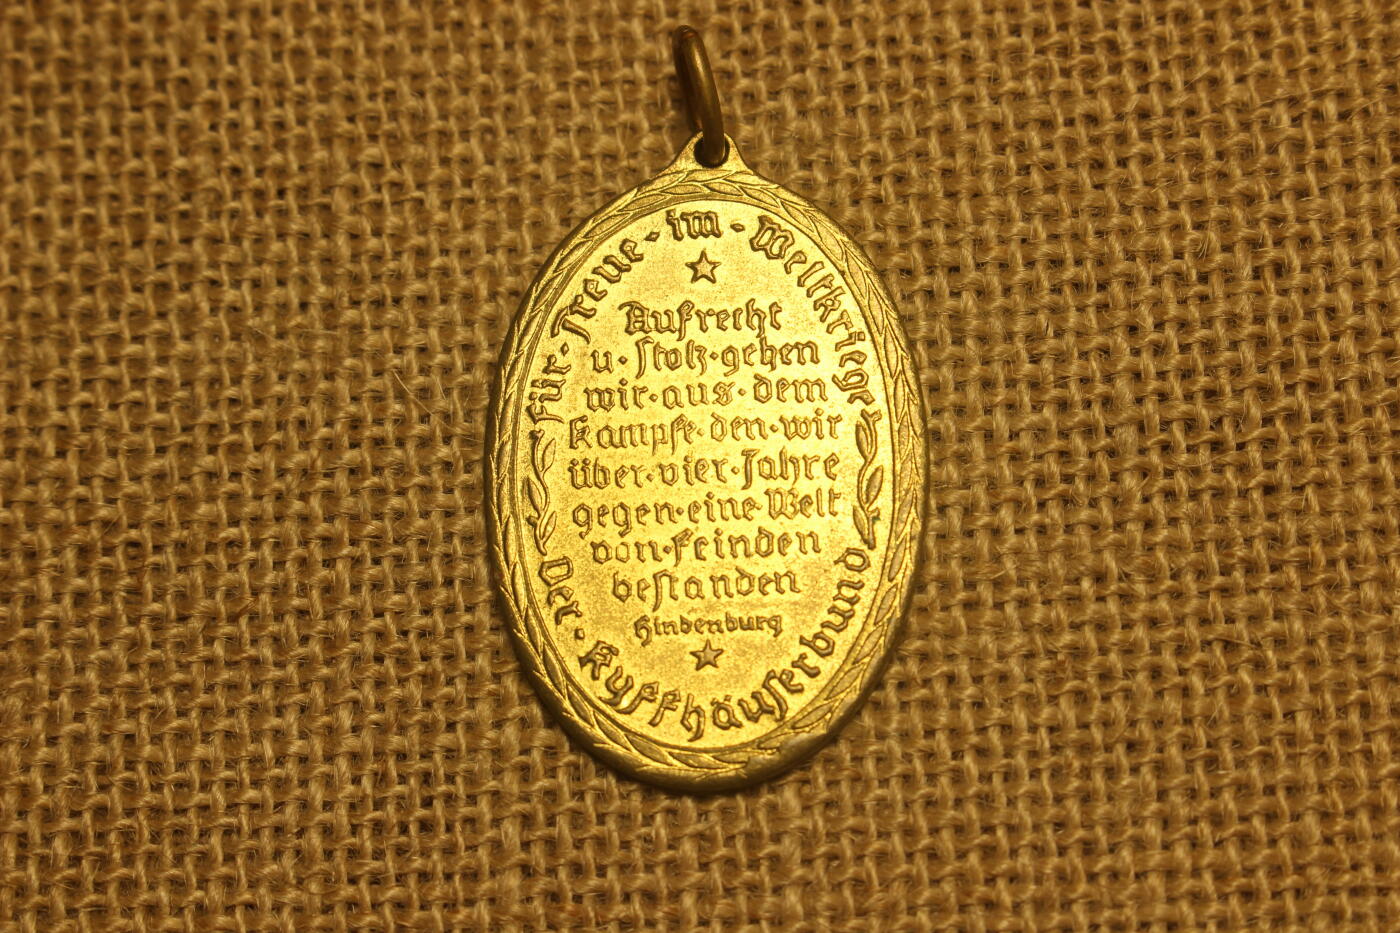 Für · Treue - im - Weltkriege
Aufrecht
u · stolz · gehen
wir · aus · dem
Kampfe · den · wir
über · vier · Jahre
gegen · eine · Welt
von · Feinden
bestanden
Hindenburg
Der · Kyffhäuserbund